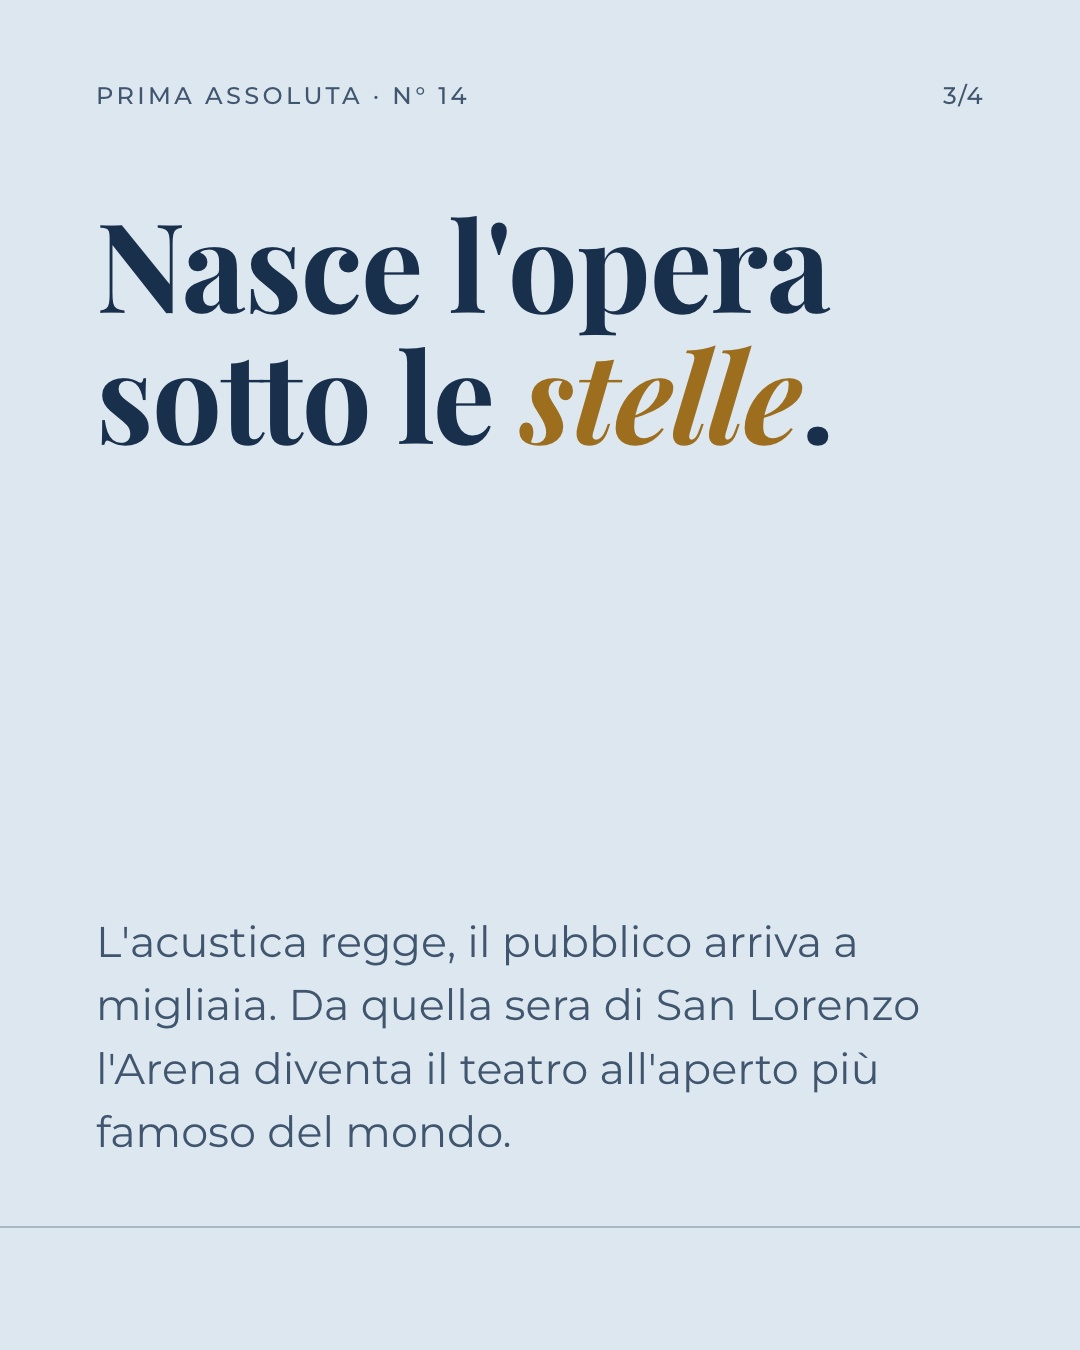 PRIMA ASSOLUTA · N° 14
3/4
Nasce l'opera
sotto le stelle.
L'acustica regge, il pubblico arriva a
migliaia. Da quella sera di San Lorenzo
l'Arena diventa il teatro all'aperto più
famoso del mondo.